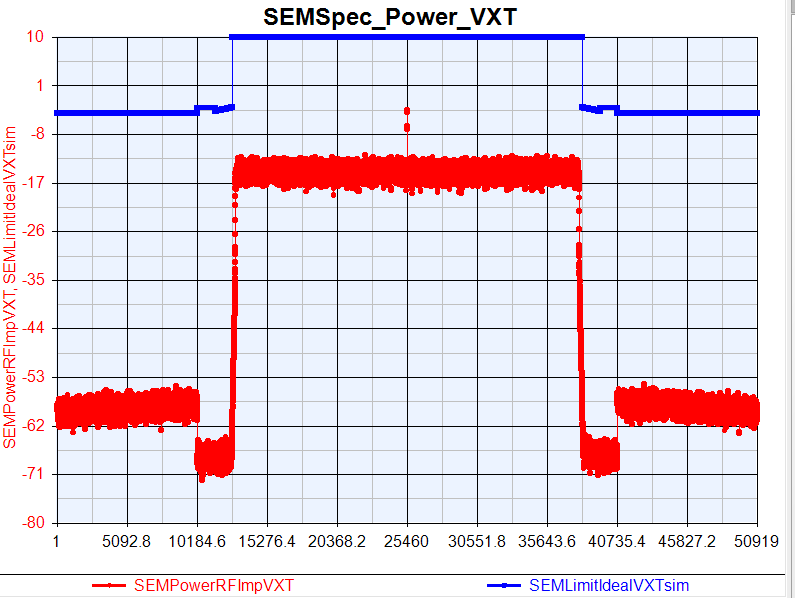 SEMSpec_Power_VXT
SEMPowerRFImpVXT, SEMLimitIdealVXTsim
10
1
-8
-17
-26
-35
-44
-53
-62
-71
-80
1 5092.8 10184.6 15276.4 20368.2 25460 30551.8 35643.6 40735.4 45827.2 50919
SEMPowerRFImpVXT SEMLimitIdealVXTsim